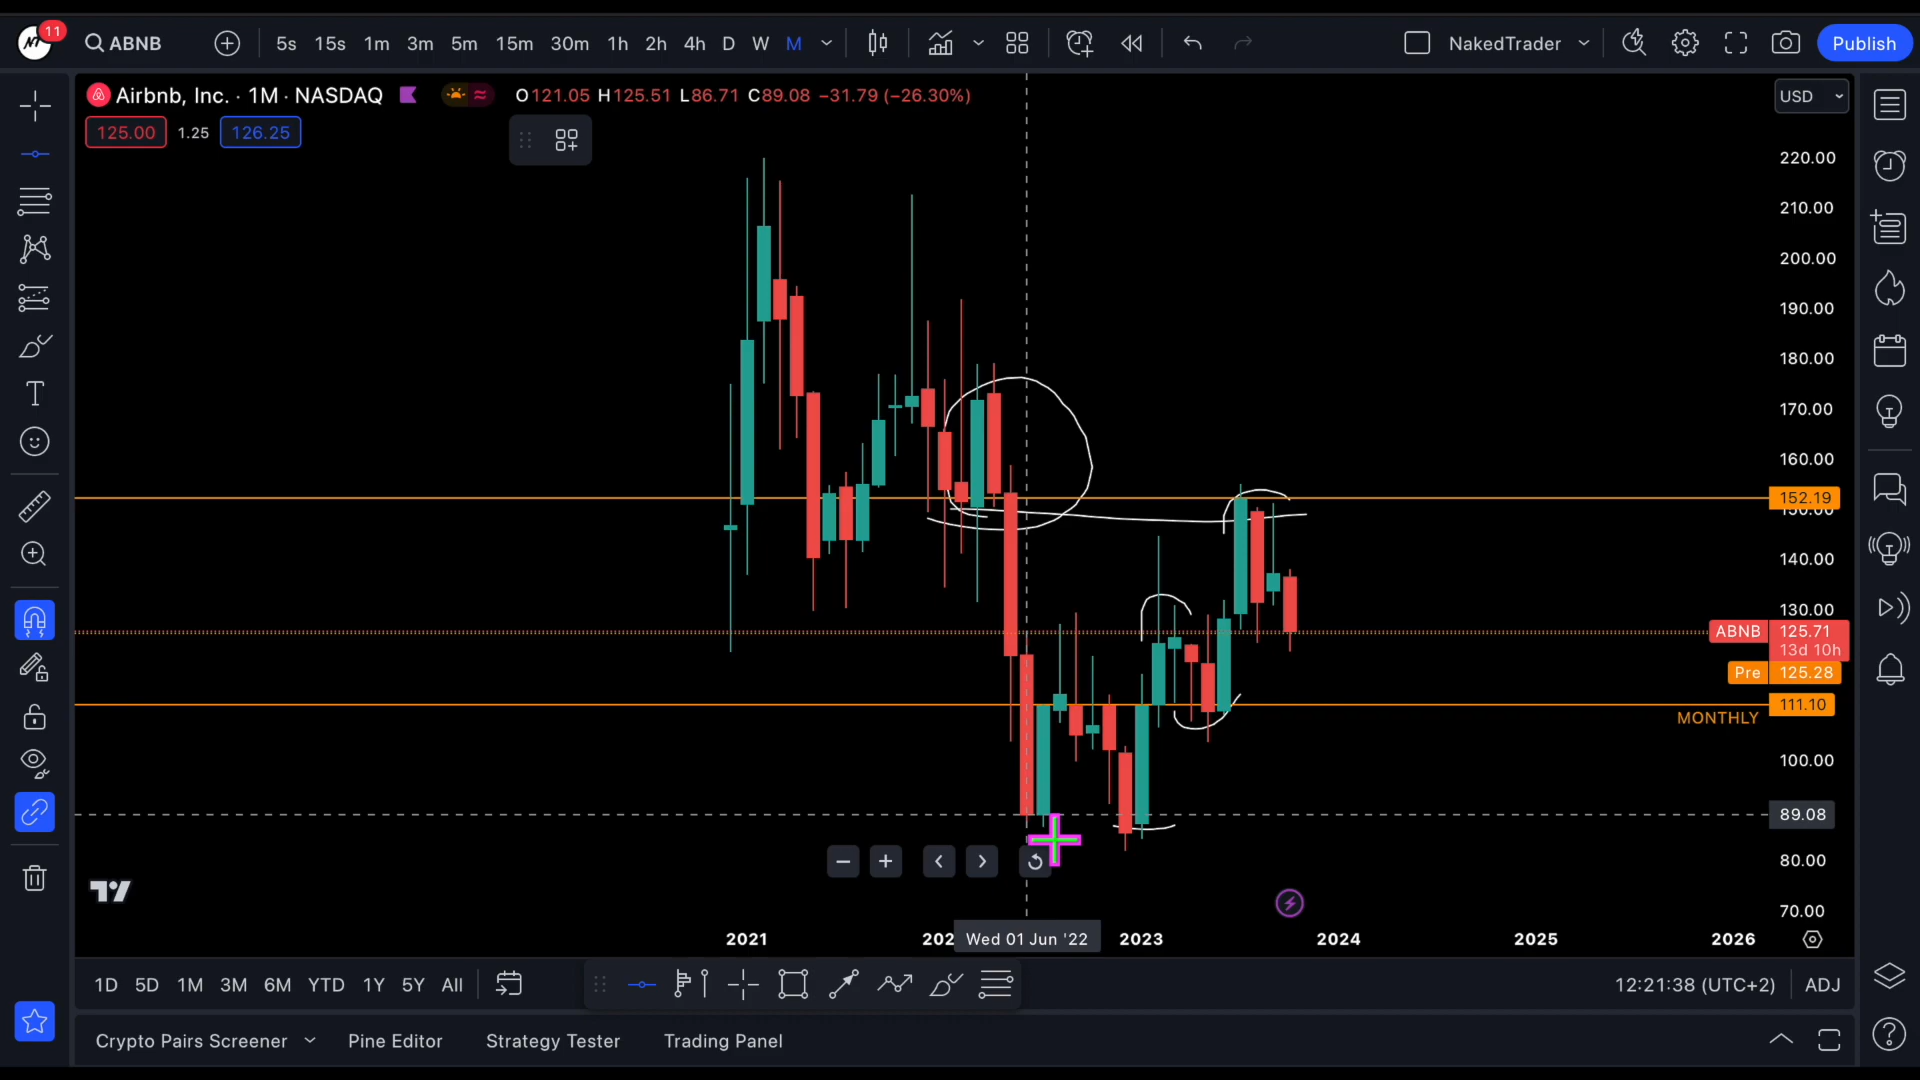 11
ABNB 5s 15s 1m 3m 5m 15m 30m 1h 2h 4h D W M NakedTrader Publish
Airbnb, Inc. · 1M · NASDAQ O121.05 H125.51 L86.71 C89.08 −31.79 (−26.30%) USD
125.00 1.25 126.25
220.00
210.00
200.00
190.00
180.00
170.00
160.00
152.19
140.00
130.00
ABNB 125.71
13d 10h
Pre 125.28
111.10
MONTHLY
100.00
89.08
80.00
70.00
2021 202 Wed 01 Jun '22 2023 2024 2025 2026
1D 5D 1M 3M 6M YTD 1Y 5Y All 12:21:38 (UTC+2) ADJ
Crypto Pairs Screener Pine Editor Strategy Tester Trading Panel